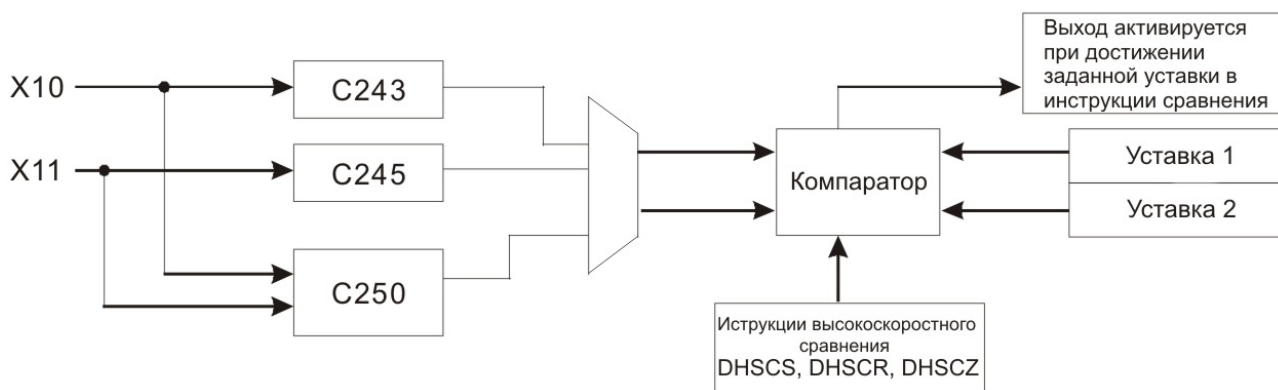 X10
C243
X11
C245
C250
Компаратор
Выход активируется
при достижении
заданной уставки в
инструкции сравнения
Уставка 1
Уставка 2
Иструкции высокоскоростного
сравнения
DHSCS, DHSCR, DHSCZ